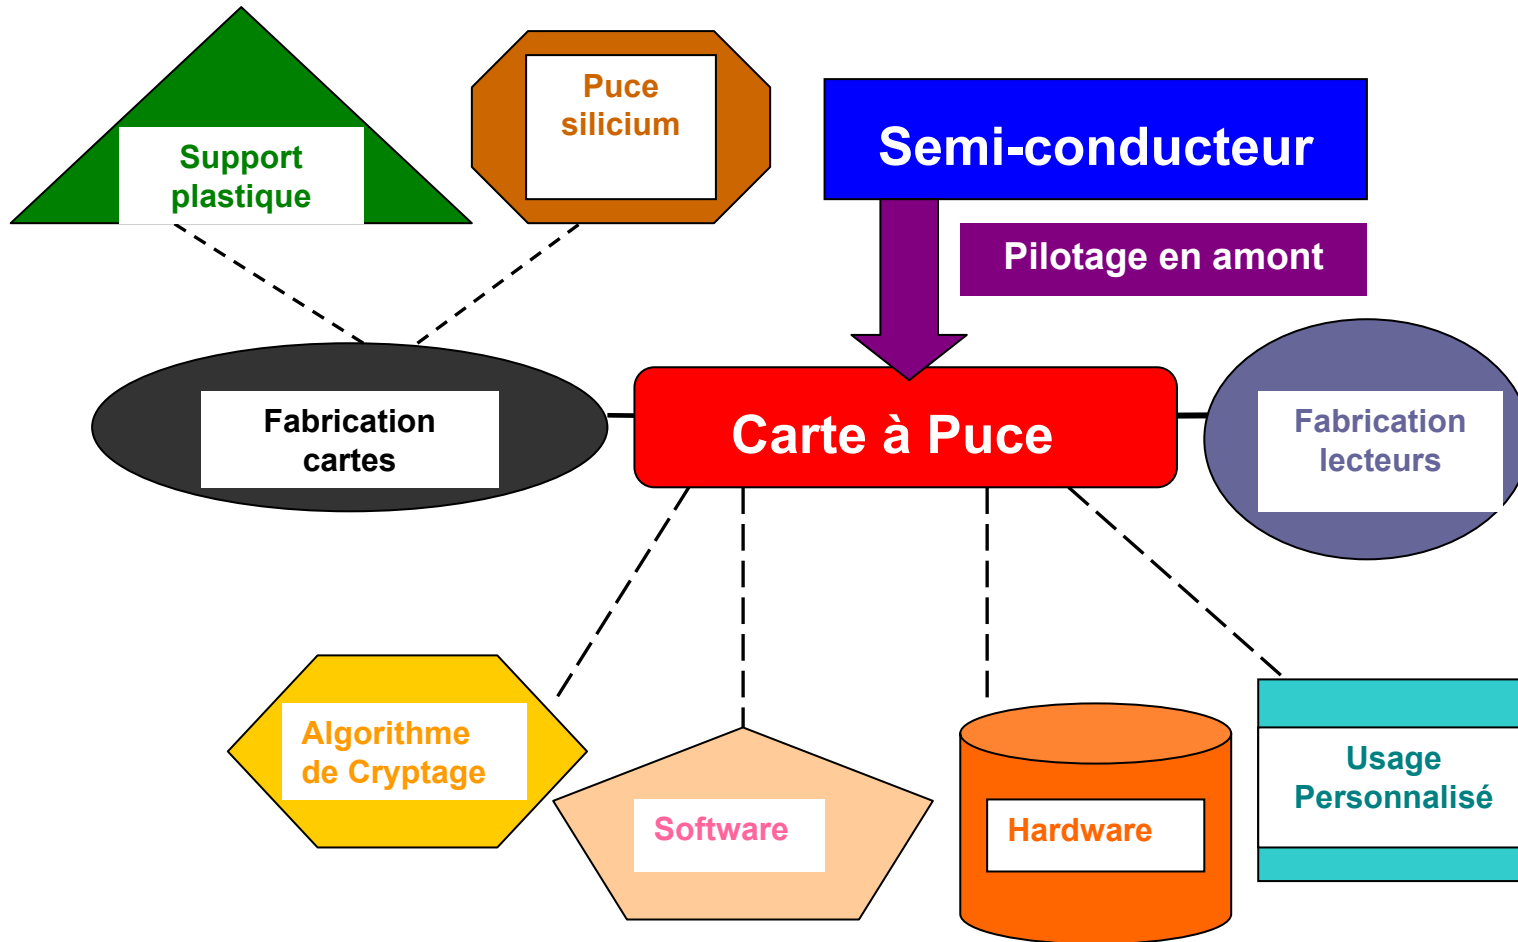 Puce
silicium
Semi-conducteur
Support
plastique
Pilotage en amont
Fabrication
cartes
Carte à Puce
Fabrication
lecteurs
Algorithme
de Cryptage
Software
Hardware
Usage
Personnalisé